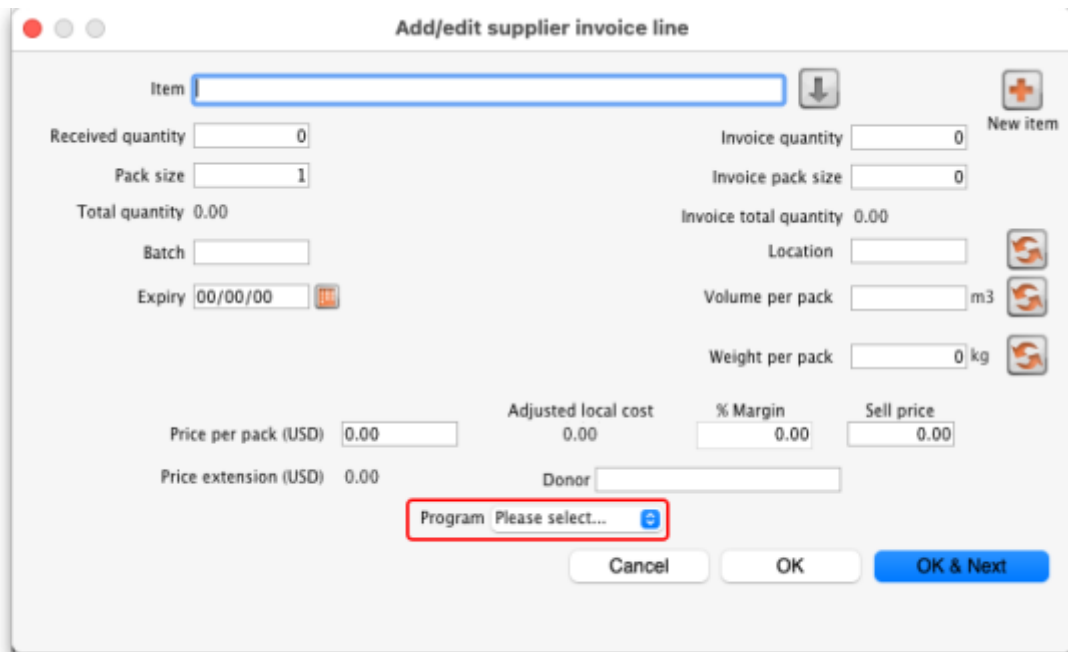 Add/edit supplier invoice line
Item
New item
Received quantity 0
Invoice quantity 0
Pack size 1
Invoice pack size 0
Total quantity 0.00
Invoice total quantity 0.00
Batch
Location
Expiry 00/00/00
Volume per pack m3
Weight per pack 0 kg
Adjusted local cost % Margin Sell price
Price per pack (USD) 0.00 0.00 0.00 0.00
Price extension (USD) 0.00 Donor
Program Please select...
Cancel OK OK & Next